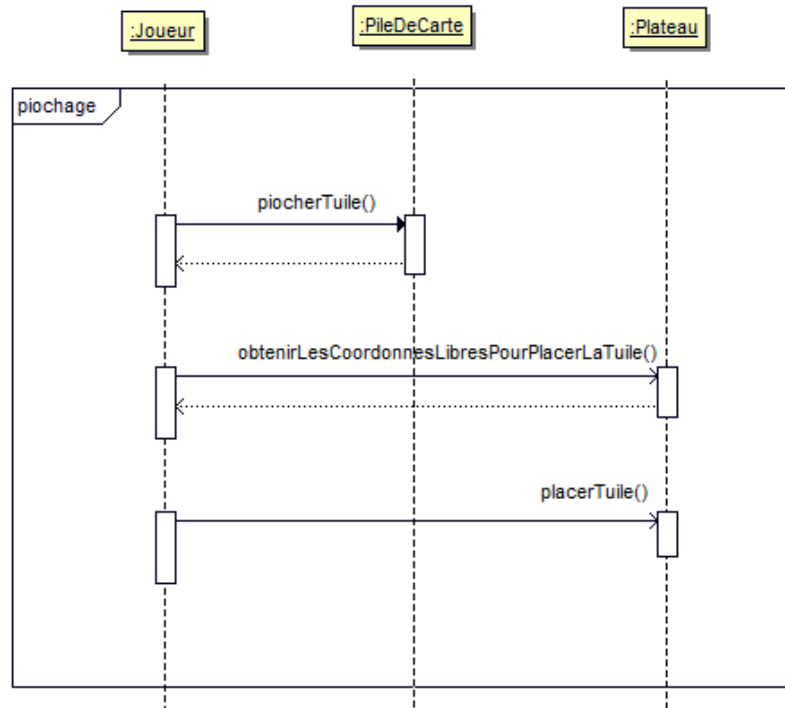 :Joueur
:PileDeCarte
:Plateau
piochage
piocherTuile()
obtenirLesCoordonnesLibresPourPlacerLaTuile()
placerTuile()